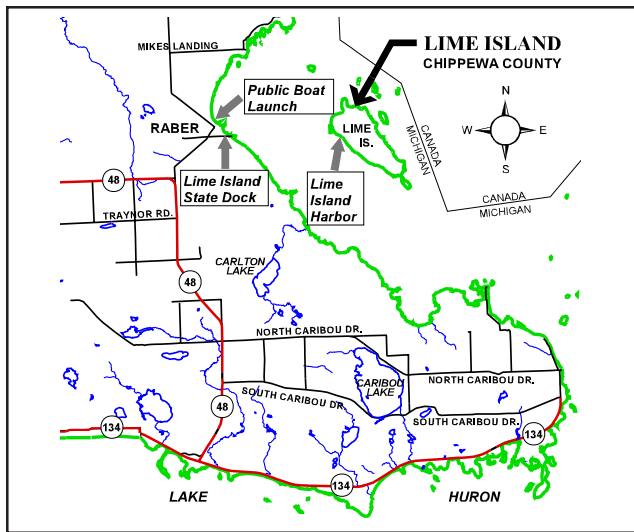 MIKES LANDING
LIME ISLAND
CHIPPEWA COUNTY
Public Boat
Launch
RABER
LIME
IS.
CANADA
MICHIGAN
N
W
E
S
48
Lime Island
State Dock
Lime
Island
Harbor
CANADA
MICHIGAN
TRAYNOR RD.
CARLTON
LAKE
48
NORTH CARIBOU DR.
CARIBOU
LAKE
NORTH CARIBOU DR.
SOUTH CARIBOU DR.
48
SOUTH CARIBOU DR.
134
134
134
LAKE
HURON